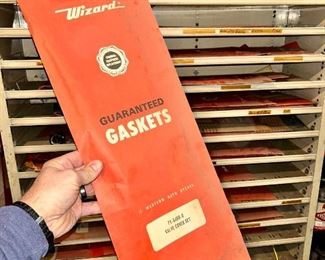 Wizard
GUARANTEED
GASKETS
WESTERN AUTO STORES
VALVE COVER SET